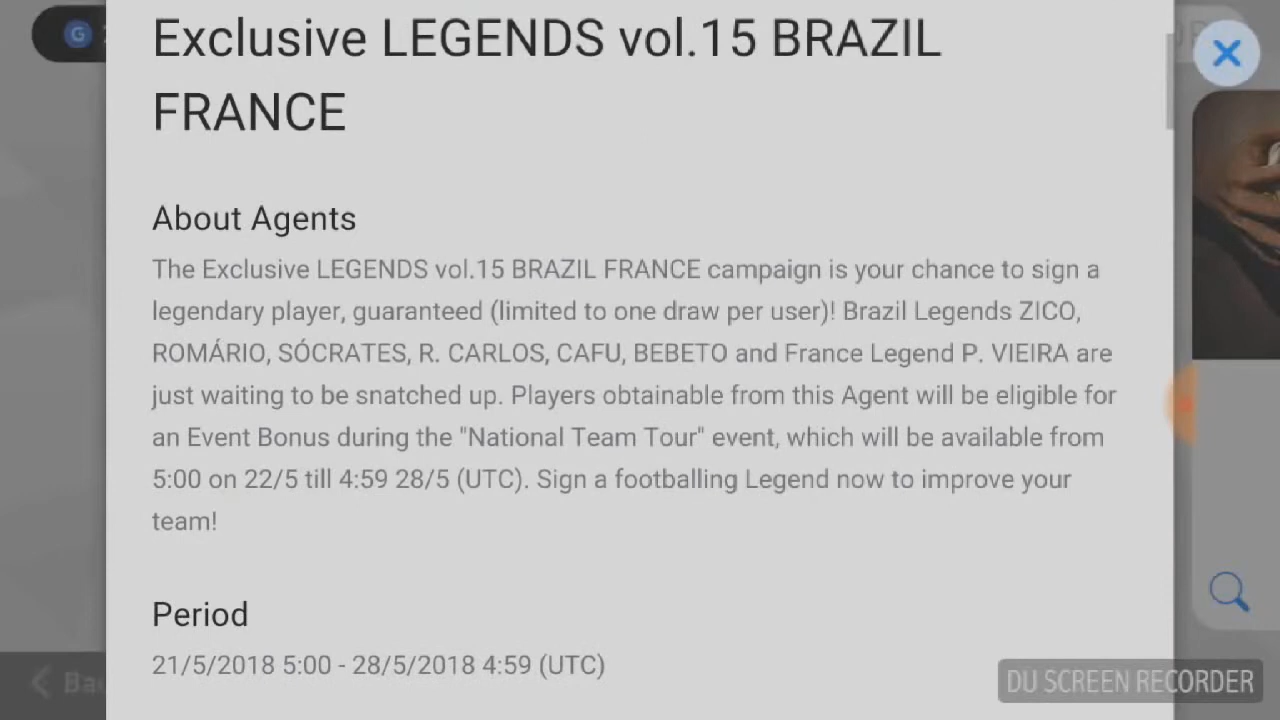 Exclusive LEGENDS vol.15 BRAZIL
FRANCE
About Agents
The Exclusive LEGENDS vol.15 BRAZIL FRANCE campaign is your chance to sign a
legendary player, guaranteed (limited to one draw per user)! Brazil Legends ZICO,
ROMÁRIO, SÓCRATES, R. CARLOS, CAFU, BEBETO and France Legend P. VIEIRA are
just waiting to be snatched up. Players obtainable from this Agent will be eligible for
an Event Bonus during the "National Team Tour" event, which will be available from
5:00 on 22/5 till 4:59 28/5 (UTC). Sign a footballing Legend now to improve your
team!
Period
21/5/2018 5:00 - 28/5/2018 4:59 (UTC)
G
DU SCREEN RECORDER